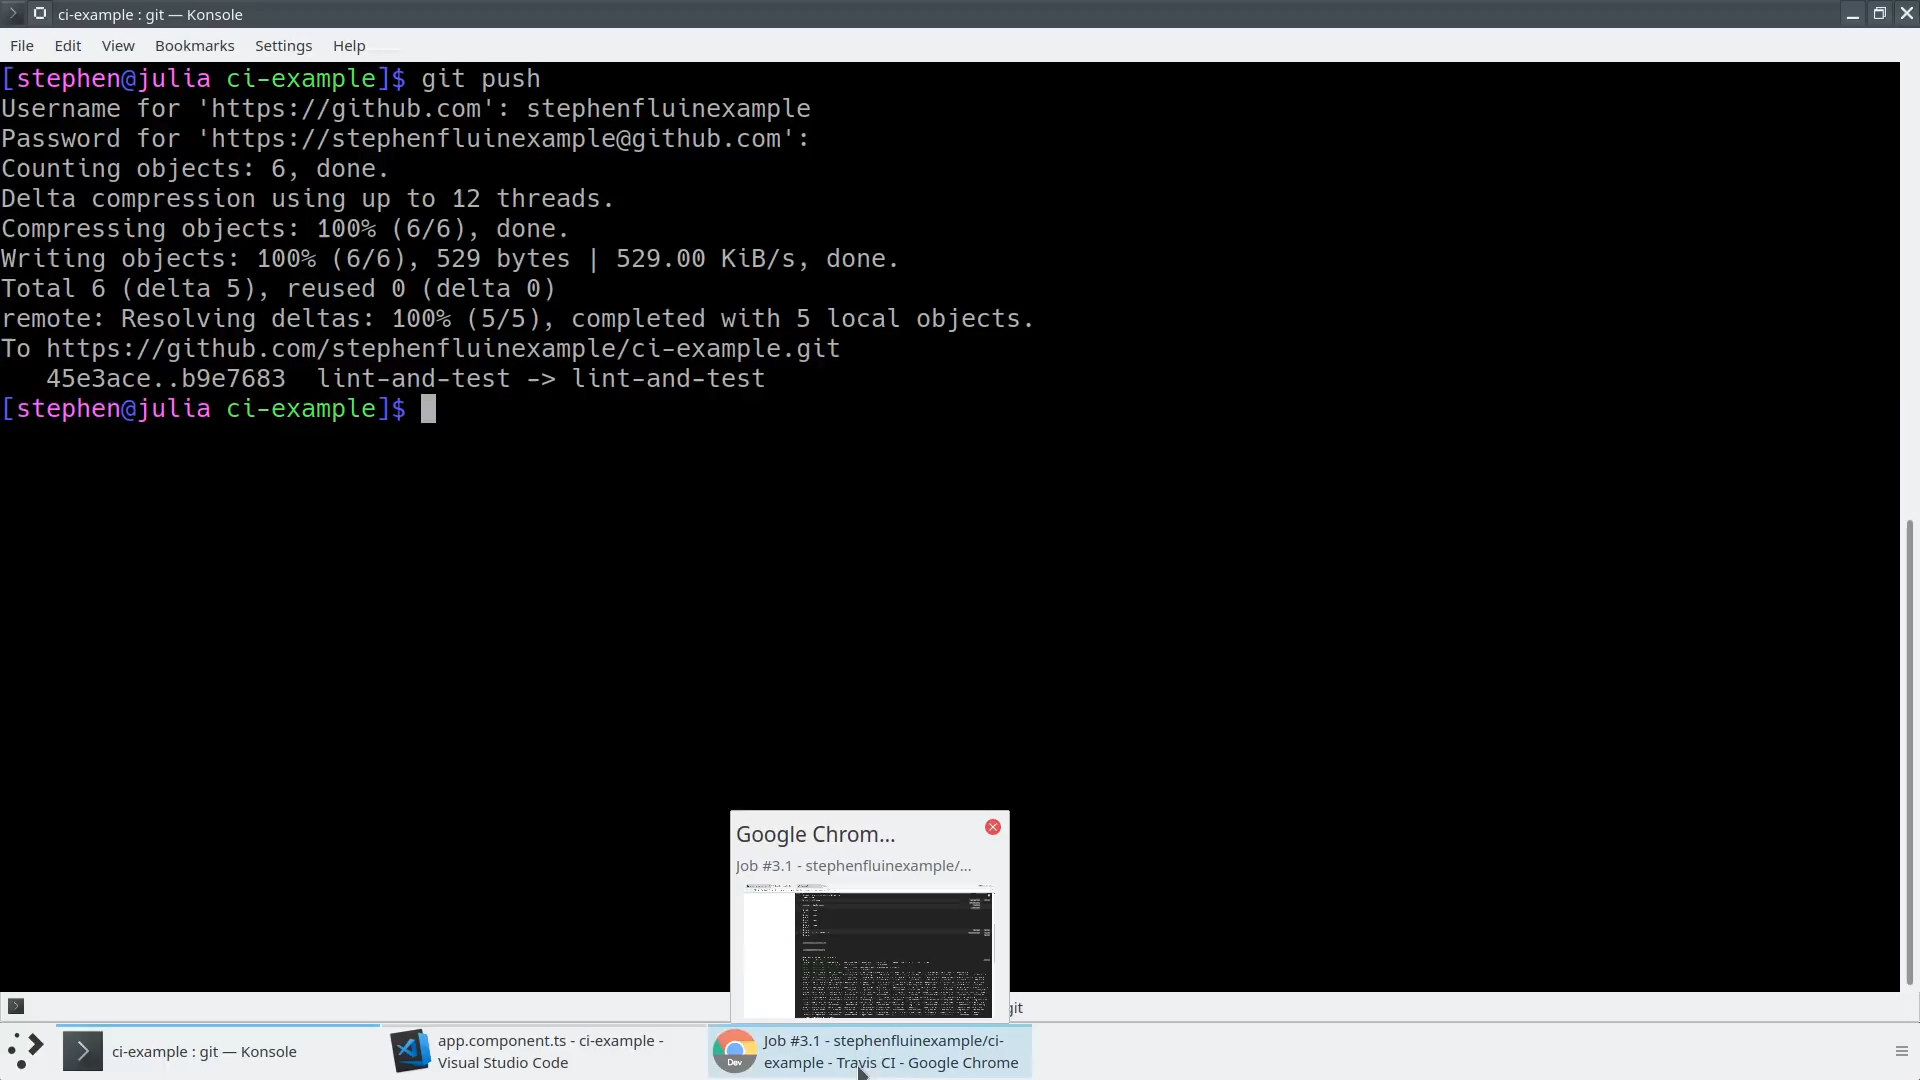 ci-example : git — Konsole
File Edit View Bookmarks Settings Help
[stephen@julia ci-example]$ git push
Username for 'https://github.com': stephenfluinexample
Password for 'https://stephenfluinexample@github.com':
Counting objects: 6, done.
Delta compression using up to 12 threads.
Compressing objects: 100% (6/6), done.
Writing objects: 100% (6/6), 529 bytes | 529.00 KiB/s, done.
Total 6 (delta 5), reused 0 (delta 0)
remote: Resolving deltas: 100% (5/5), completed with 5 local objects.
To https://github.com/stephenfluinexample/ci-example.git
   45e3ace..b9e7683  lint-and-test -> lint-and-test
[stephen@julia ci-example]$
Google Chrom...
Job #3.1 - stephenfluinexample/...
git
ci-example : git — Konsole
app.component.ts - ci-example -
Visual Studio Code
Dev
Job #3.1 - stephenfluinexample/ci-
example - Travis CI - Google Chrome